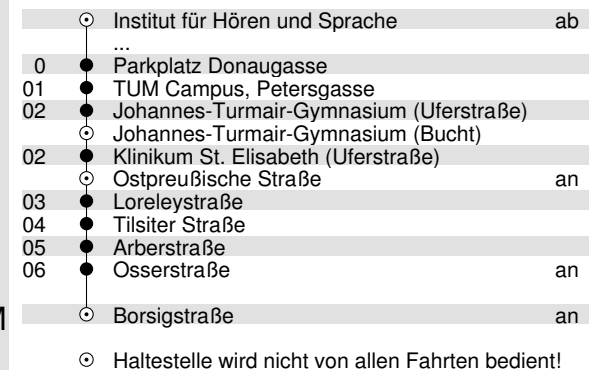 Institut für Hören und Sprache ab
...
0 Parkplatz Donaugasse
01 TUM Campus, Petersgasse
02 Johannes-Turmair-Gymnasium (Uferstraße)
Johannes-Turmair-Gymnasium (Bucht)
02 Klinikum St. Elisabeth (Uferstraße)
Ostpreußische Straße an
03 Loreleystraße
04 Tilsiter Straße
05 Arberstraße
06 Osserstraße an
Borsigstraße an
Haltestelle wird nicht von allen Fahrten bedient!